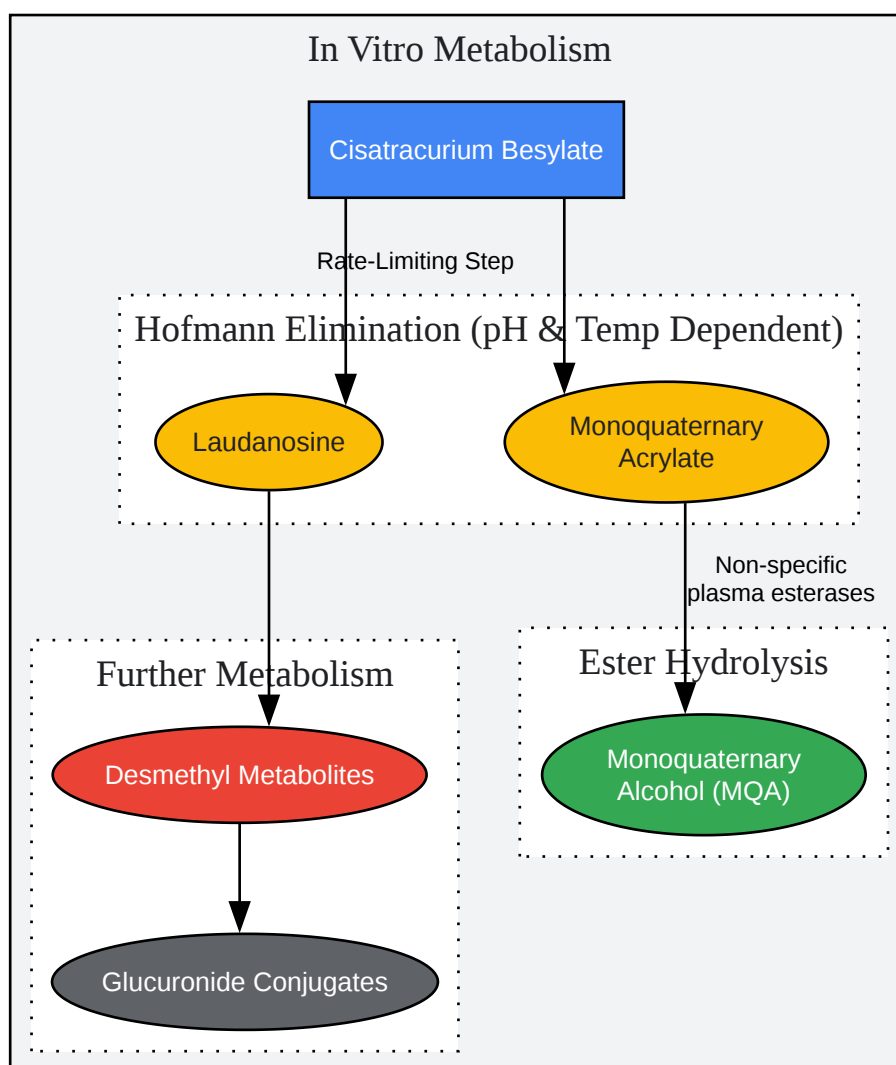 In Vitro Metabolism
Cisatracurium Besylate
Rate-Limiting Step
Hofmann Elimination (pH & Temp Dependent)
Laudanosine
Monoquaternary
Acrylate
Non-specific
plasma esterases
Further Metabolism
Ester Hydrolysis
Desmethyl Metabolites
Monoquaternary
Alcohol (MQA)
Glucuronide Conjugates